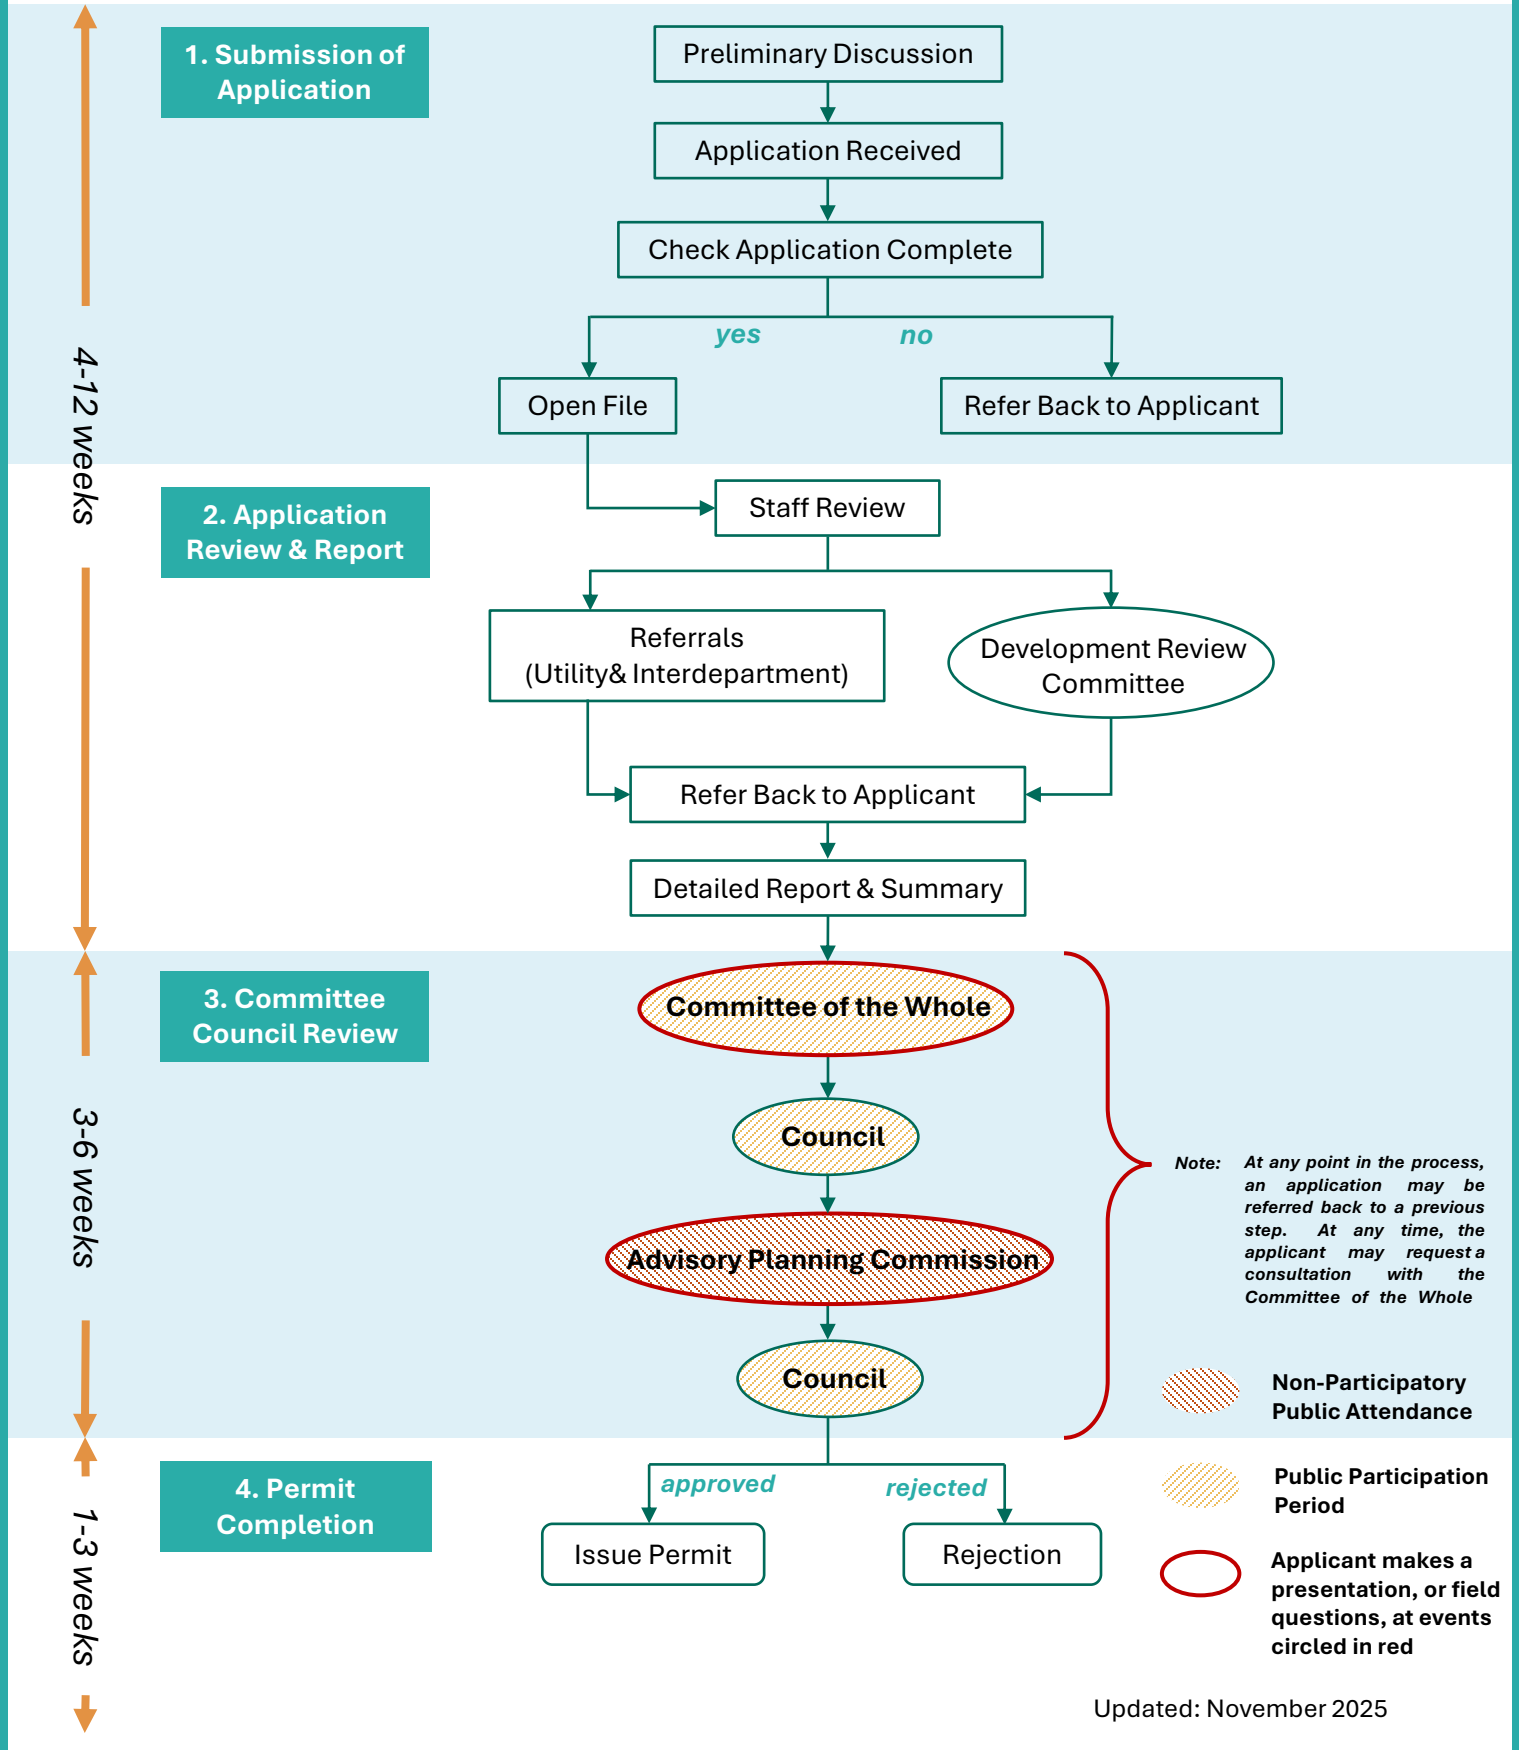 1. Submission of
Application
Preliminary Discussion
Application Received
Check Application Complete
yes
no
Open File
Refer Back to Applicant
4-12 weeks
2. Application
Review & Report
Staff Review
Referrals
(Utility& Interdepartment)
Development Review
Committee
Refer Back to Applicant
Detailed Report & Summary
3. Committee
Council Review
Committee of the Whole
Council
Advisory Planning Commission
Council
3-6 weeks
Note:
At any point in the process,
an application may be
referred back to a previous
step. At any time, the
applicant may request a
consultation with the
Committee of the Whole
Non-Participatory
Public Attendance
4. Permit
Completion
approved
rejected
Issue Permit
Rejection
1-3 weeks
Public Participation
Period
Applicant makes a
presentation, or field
questions, at events
circled in red
Updated: November 2025